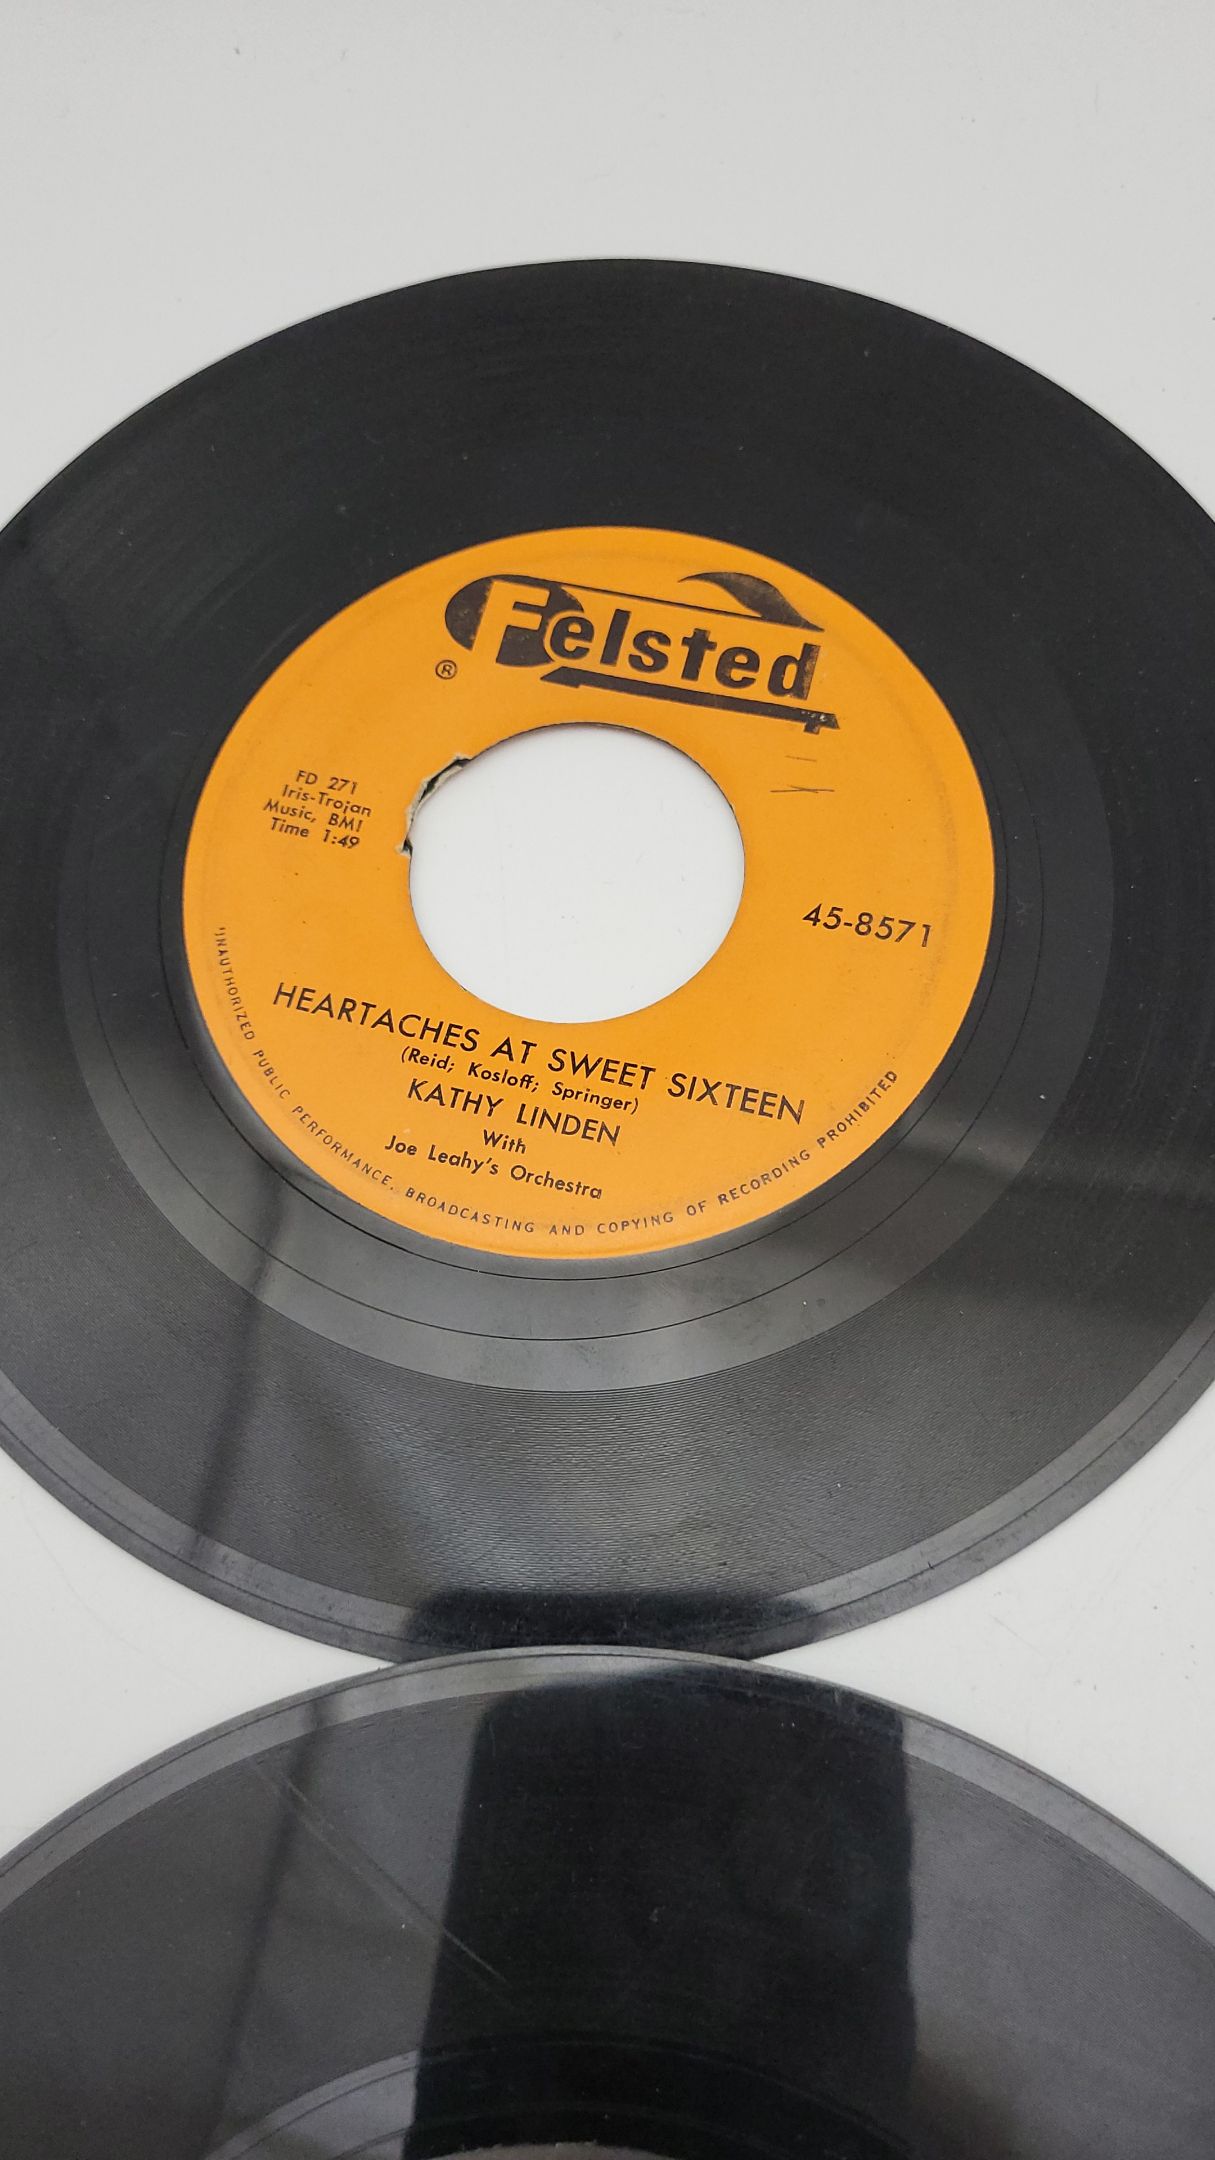 Felsted
®
FD 271
Iris-Trojan
Music, BMI
Time 1:49
45-8571
HEARTACHES AT SWEET SIXTEEN
(Reid; Kosloff; Springer)
KATHY LINDEN
With
Joe Leahy's Orchestra
UNAUTHORIZED PUBLIC PERFORMANCE, BROADCASTING AND COPYING OF RECORDING PROHIBITED